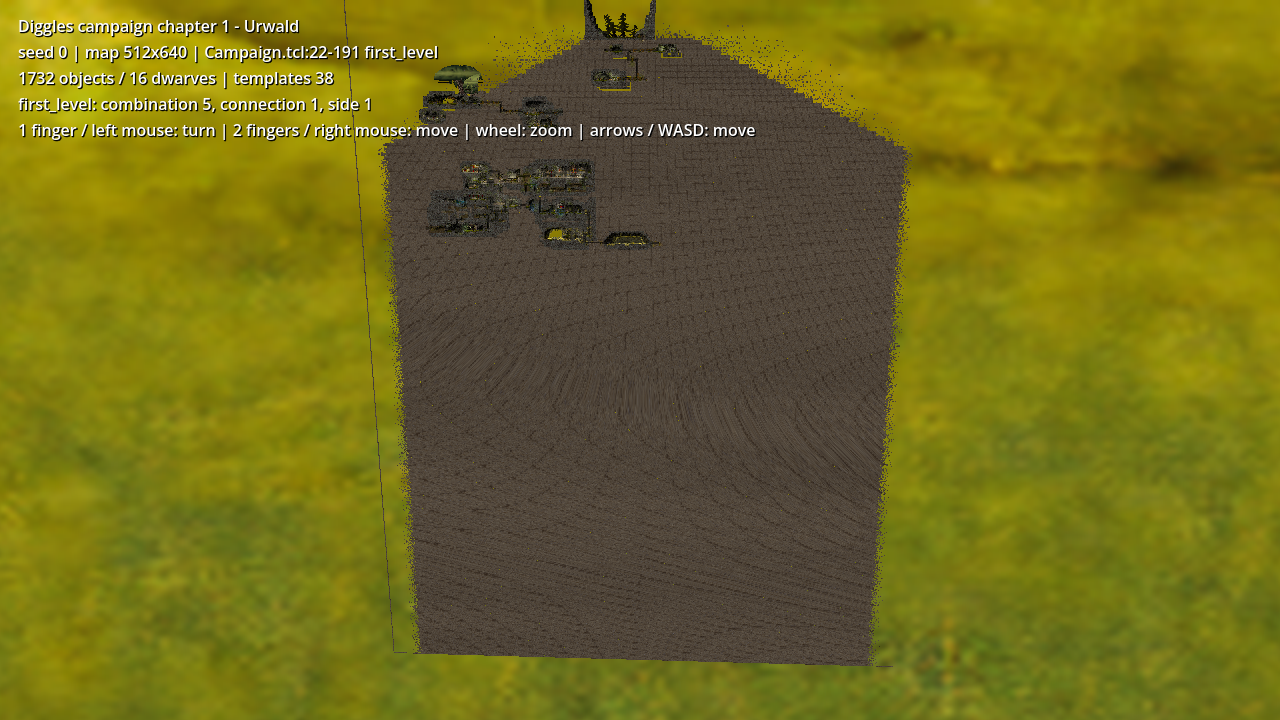 Diggles campaign chapter 1 - Urwald
seed 0 | map 512x640 | Campaign.tcl:22-191 first_level
1732 objects / 16 dwarves | templates 38
first_level: combination 5, connection 1, side 1
1 finger / left mouse: turn | 2 fingers / right mouse: move | wheel: zoom | arrows / WASD: move